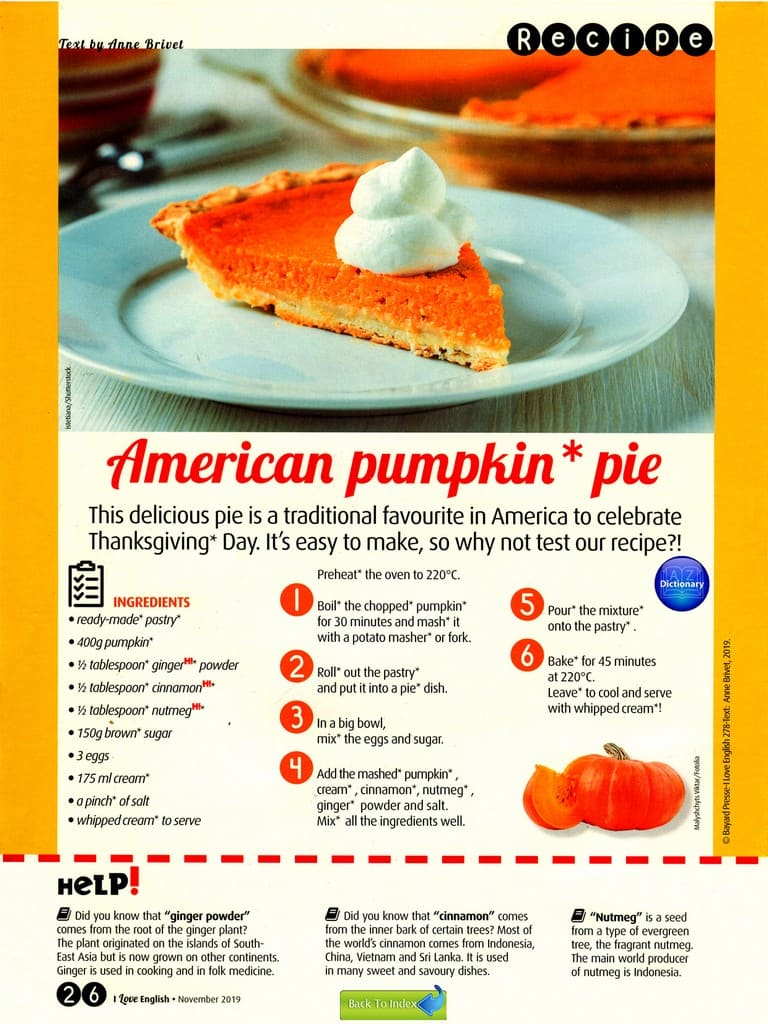 Text by Anne Brivet
Recipe
istetiana/Shutterstock.
American pumpkin* pie
This delicious pie is a traditional favourite in America to celebrate
Thanksgiving* Day. It's easy to make, so why not test our recipe?!
A Z
Dictionary
INGREDIENTS
• ready-made* pastry*
• 400g pumpkin*
• ½ tablespoon* ginger H!* powder
• ½ tablespoon* cinnamon H!*
• ½ tablespoon* nutmeg H!*
• 150g brown* sugar
• 3 eggs
• 175 ml cream*
• a pinch* of salt
• whipped cream* to serve
Preheat* the oven to 220°C.
1 Boil* the chopped* pumpkin*
for 30 minutes and mash* it
with a potato masher* or fork.
2 Roll* out the pastry*
and put it into a pie* dish.
3 In a big bowl,
mix* the eggs and sugar.
4 Add the mashed* pumpkin*,
cream*, cinnamon*, nutmeg*,
ginger* powder and salt.
Mix* all the ingredients well.
5 Pour* the mixture*
onto the pastry*.
6 Bake* for 45 minutes
at 220°C.
Leave* to cool and serve
with whipped cream*!
Malyshchyts Viktar/Fotolia
© Bayard Presse-I Love English 278-Text: Anne Brivet, 2019.
HELP!
Did you know that "ginger powder"
comes from the root of the ginger plant?
The plant originated on the islands of South-
East Asia but is now grown on other continents.
Ginger is used in cooking and in folk medicine.
Did you know that "cinnamon" comes
from the inner bark of certain trees? Most of
the world's cinnamon comes from Indonesia,
China, Vietnam and Sri Lanka. It is used
in many sweet and savoury dishes.
"Nutmeg" is a seed
from a type of evergreen
tree, the fragrant nutmeg.
The main world producer
of nutmeg is Indonesia.
26 I Love English • November 2019
Back To Index